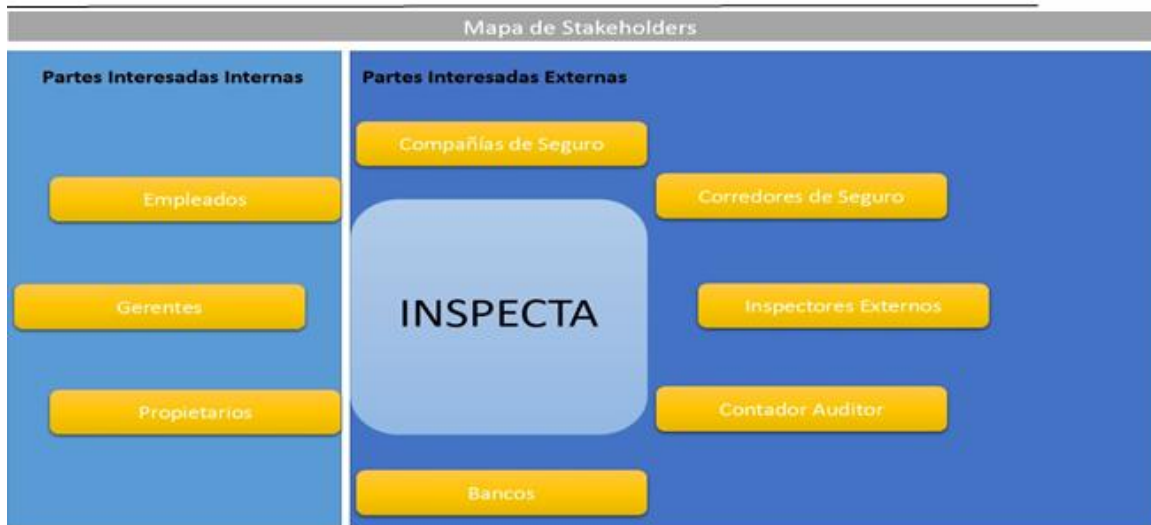 Mapa de Stakeholders
Partes Interesadas Internas
Empleados
Gerentes
Propietarios
Partes Interesadas Externas
Compañías de Seguro
Corredores de Seguro
INSPECTA
Inspectores Externos
Contador Auditor
Bancos